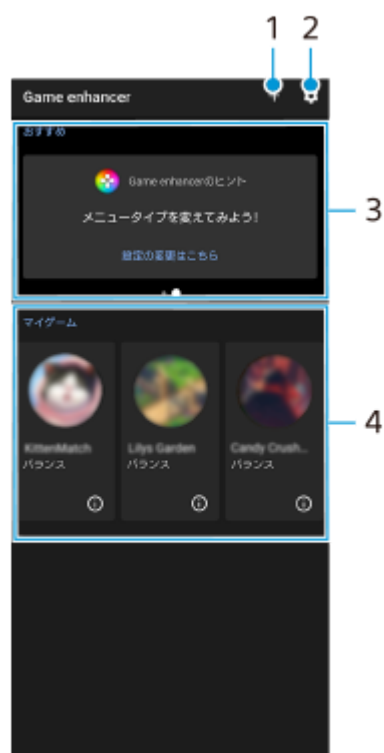 1 2
Game enhancer
おすすめ
Game enhancerのヒント
メニュータイプを変えてみよう!
設定の変更はこちら
3
マイゲーム
KittenMatch Lilys Garden Candy Crush...
バランス バランス バランス
4